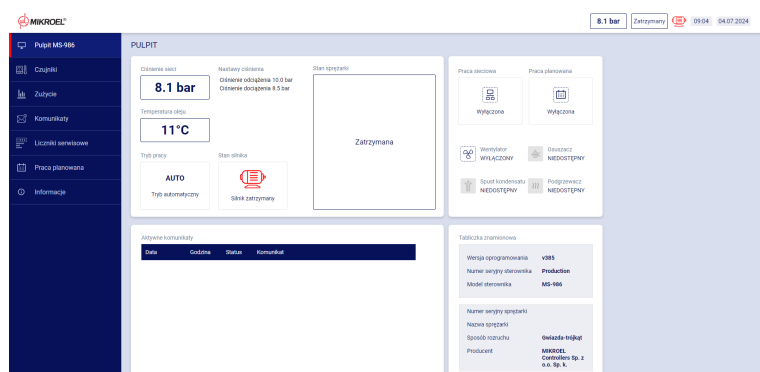 MIKROEL®
8.1 bar Zatrzymany 09:04 04.07.2024
Pulpit MS-986
Czujniki
Zużycie
Komunikaty
Liczniki serwisowe
Praca planowana
Informacje
PULPIT
Ciśnienie sieci
8.1 bar
Nastawy ciśnienia
Ciśnienie odciążenia 10.0 bar
Ciśnienie dociążenia 8.5 bar
Temperatura oleju
11°C
Tryb pracy
AUTO
Tryb automatyczny
Stan silnika
Silnik zatrzymany
Stan sprężarki
Zatrzymana
Praca sieciowa
Wyłączona
Praca planowana
Wyłączona
Wentylator
WYŁĄCZONY
Osuszacz
NIEDOSTĘPNY
Spust kondensatu
NIEDOSTĘPNY
Podgrzewacz
NIEDOSTĘPNY
Aktywne komunikaty
Data Godzina Status Komunikat
Tabliczka znamionowa
Wersja oprogramowania v385
Numer seryjny sterownika Production
Model sterownika MS-986
Numer seryjny sprężarki
Nazwa sprężarki
Sposób rozruchu Gwiazda-trójkąt
Producent MIKROEL
Controllers Sp. z
o.o. Sp. k.